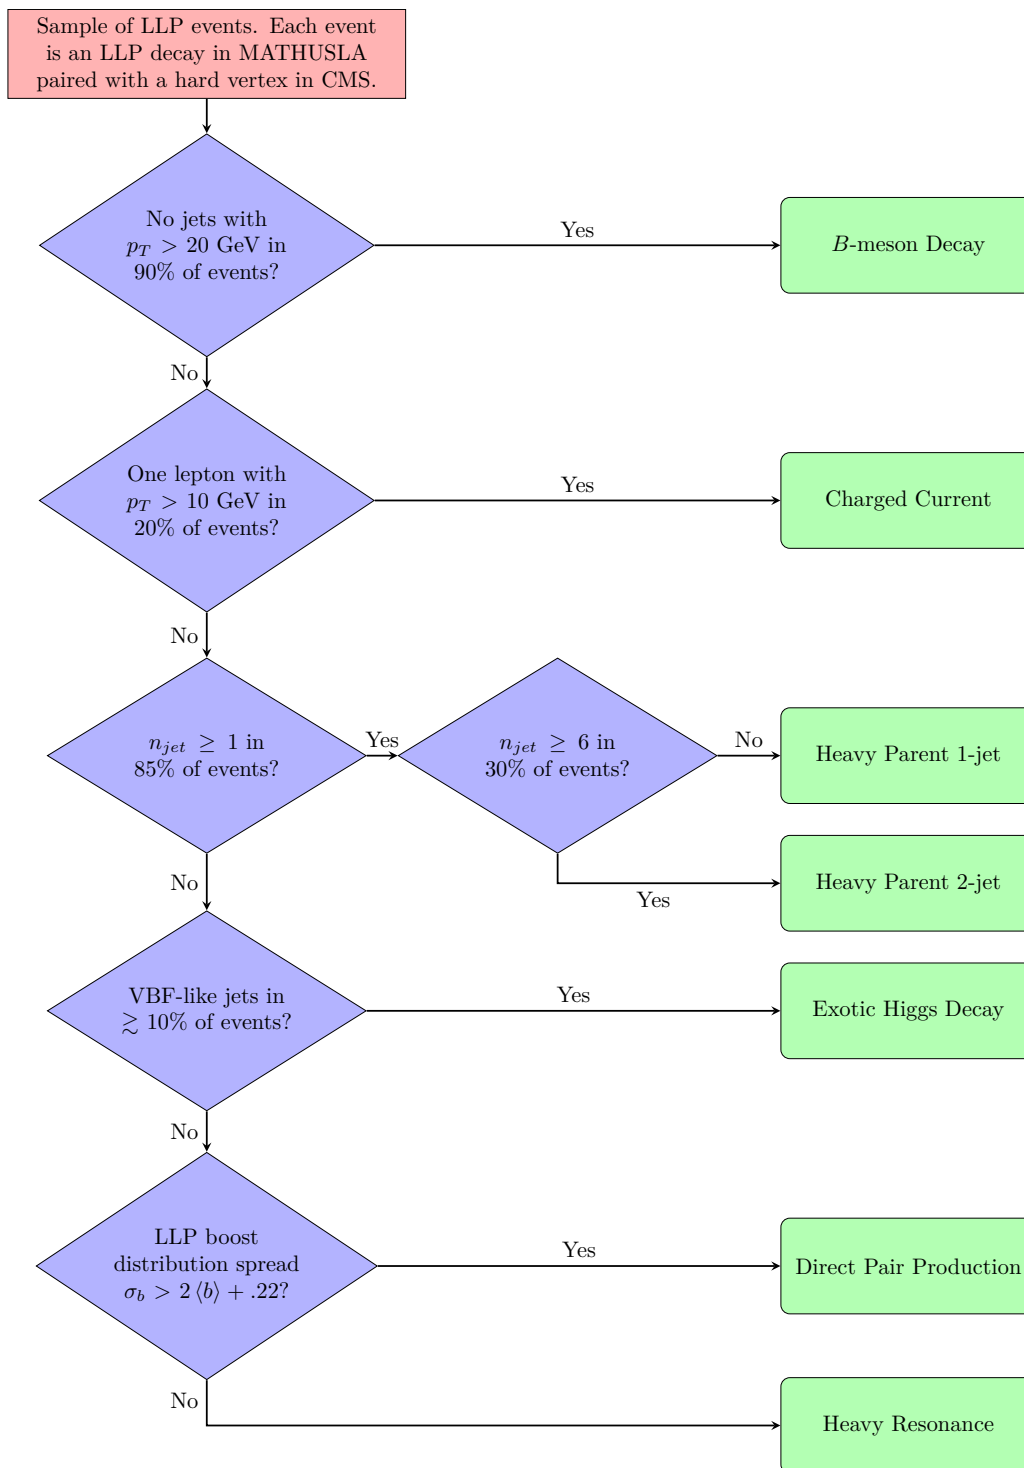 Sample of LLP events. Each event
is an LLP decay in MATHUSLA
paired with a hard vertex in CMS.
No jets with
p_T > 20 GeV in
90% of events?
Yes
B-meson Decay
No
One lepton with
p_T > 10 GeV in
20% of events?
Yes
Charged Current
No
n_jet ≥ 1 in
85% of events?
Yes
n_jet ≥ 6 in
30% of events?
No
Heavy Parent 1-jet
Yes
Heavy Parent 2-jet
No
VBF-like jets in
≳ 10% of events?
Yes
Exotic Higgs Decay
No
LLP boost
distribution spread
σ_b > 2 ⟨b⟩ + .22?
Yes
Direct Pair Production
No
Heavy Resonance